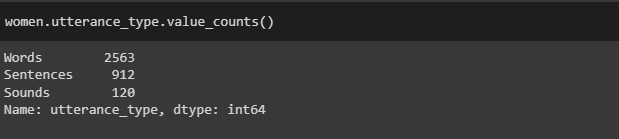 women.utterance_type.value_counts()
Words 2563
Sentences 912
Sounds 120
Name: utterance_type, dtype: int64